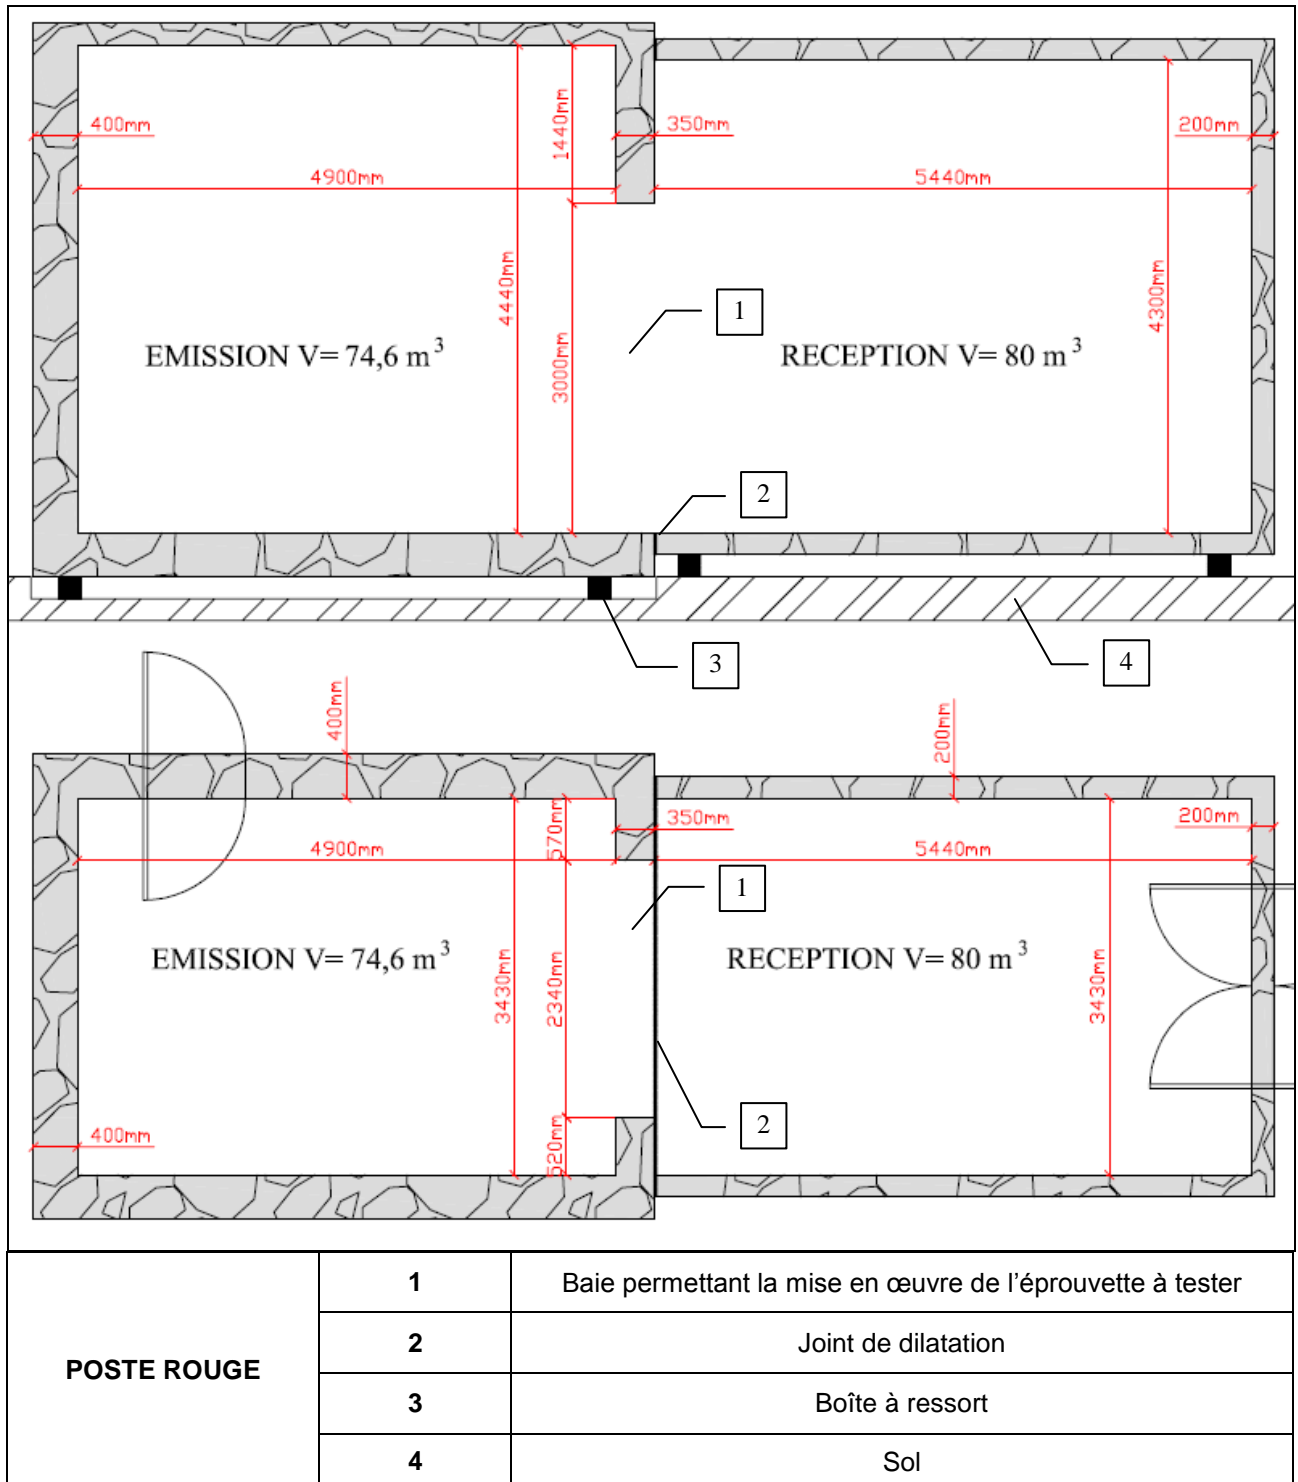 400mm
1440mm
350mm
200mm
4900mm
5440mm
4440mm
4300mm
1
3000mm
EMISSION V= 74,6 m³
RECEPTION V= 80 m³
2
3
4
400mm
200mm
570mm
350mm
200mm
4900mm
5440mm
1
EMISSION V= 74,6 m³
RECEPTION V= 80 m³
3430mm
2340mm
3430mm
400mm
520mm
2
POSTE ROUGE
1 Baie permettant la mise en œuvre de l'éprouvette à tester
2 Joint de dilatation
3 Boîte à ressort
4 Sol